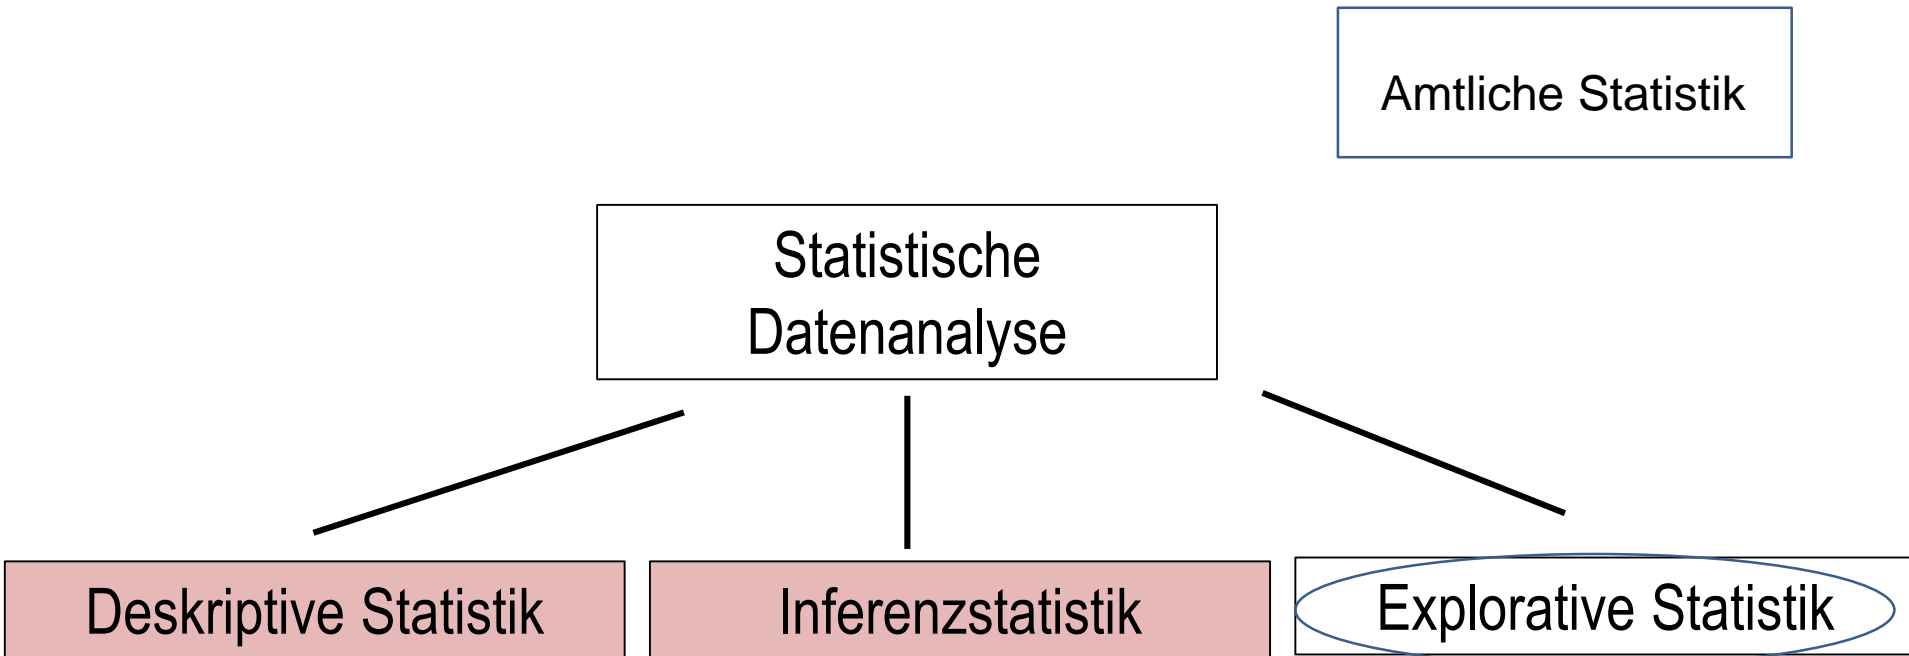 Amtliche Statistik
Statistische
Datenanalyse
Deskriptive Statistik
Inferenzstatistik
Explorative Statistik